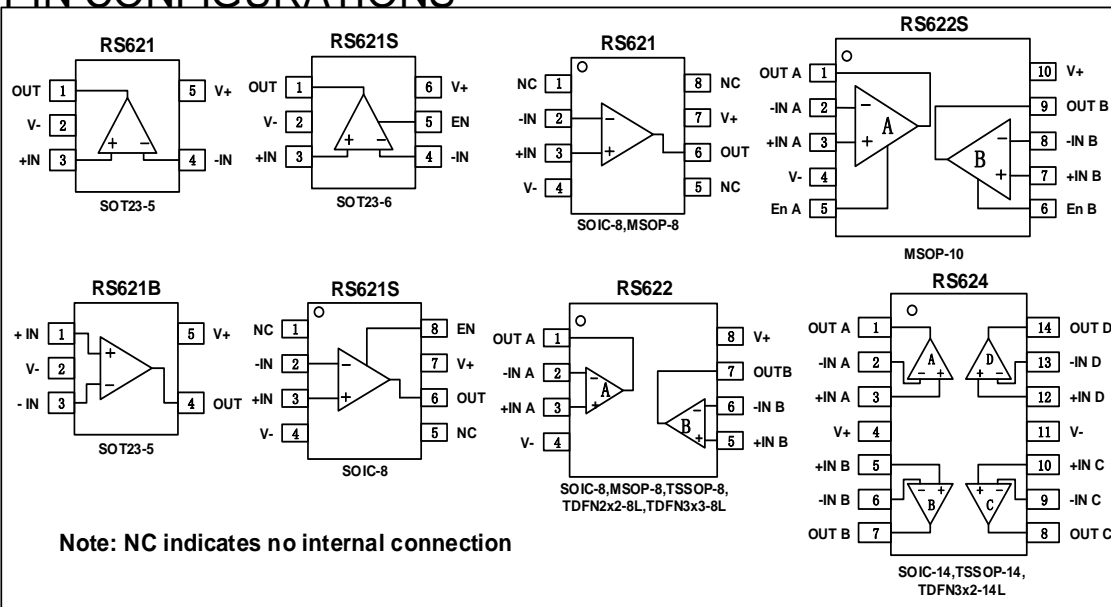 PIN CONFIGURATIONS
RS621
OUT 1
V- 2
+IN 3
5 V+
4 -IN
+ -
SOT23-5
RS621S
OUT 1
V- 2
+IN 3
6 V+
5 EN
4 -IN
+ -
SOT23-6
RS621
NC 1
-IN 2
+IN 3
V- 4
8 NC
7 V+
6 OUT
5 NC
-
+
SOIC-8,MSOP-8
RS622S
OUT A 1
-IN A 2
+IN A 3
V- 4
En A 5
10 V+
9 OUT B
8 -IN B
7 +IN B
6 En B
-
A
+
-
B
+
MSOP-10
RS621B
+ IN 1
V- 2
- IN 3
5 V+
4 OUT
+
-
SOT23-5
RS621S
NC 1
-IN 2
+IN 3
V- 4
8 EN
7 V+
6 OUT
5 NC
-
+
SOIC-8
RS622
OUT A 1
-IN A 2
+IN A 3
V- 4
8 V+
7 OUTB
6 -IN B
5 +IN B
-
A
+
-
B
+
SOIC-8,MSOP-8,TSSOP-8,
TDFN2x2-8L,TDFN3x3-8L
RS624
OUT A 1
-IN A 2
+IN A 3
V+ 4
+IN B 5
-IN B 6
OUT B 7
14 OUT D
13 -IN D
12 +IN D
11 V-
10 +IN C
9 -IN C
8 OUT C
A
- +
D
+ -
- +
B
+ -
C
SOIC-14,TSSOP-14,
TDFN3x2-14L
Note: NC indicates no internal connection